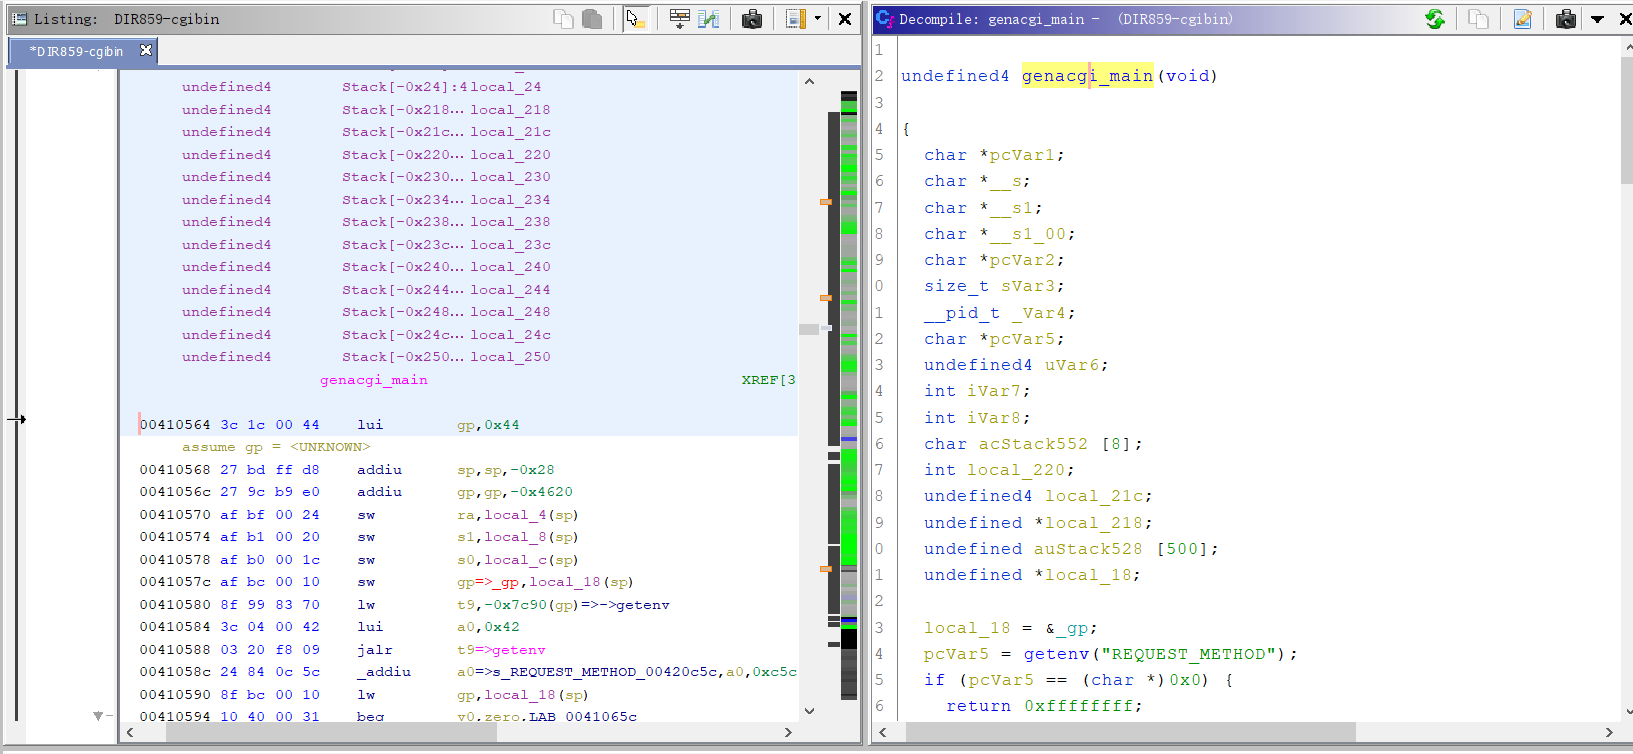 Listing: DIR859-cgibin
*DIR859-cgibin
undefined4 Stack[-0x24]:4 local_24
undefined4 Stack[-0x218... local_218
undefined4 Stack[-0x21c... local_21c
undefined4 Stack[-0x220... local_220
undefined4 Stack[-0x230... local_230
undefined4 Stack[-0x234... local_234
undefined4 Stack[-0x238... local_238
undefined4 Stack[-0x23c... local_23c
undefined4 Stack[-0x240... local_240
undefined4 Stack[-0x244... local_244
undefined4 Stack[-0x248... local_248
undefined4 Stack[-0x24c... local_24c
undefined4 Stack[-0x250... local_250
genacgi_main XREF[3
00410564 3c 1c 00 44 lui gp,0x44
assume gp = <UNKNOWN>
00410568 27 bd ff d8 addiu sp,sp,-0x28
0041056c 27 9c b9 e0 addiu gp,gp,-0x4620
00410570 af bf 00 24 sw ra,local_4(sp)
00410574 af b1 00 20 sw s1,local_8(sp)
00410578 af b0 00 1c sw s0,local_c(sp)
0041057c af bc 00 10 sw gp=>_gp,local_18(sp)
00410580 8f 99 83 70 lw t9,-0x7c90(gp)=>->getenv
00410584 3c 04 00 42 lui a0,0x42
00410588 03 20 f8 09 jalr t9=>getenv
0041058c 24 84 0c 5c _addiu a0=>s_REQUEST_METHOD_00420c5c,a0,0xc5c
00410590 8f bc 00 10 lw gp,local_18(sp)
00410594 10 40 00 31 beq v0,zero,LAB_0041065c
Decompile: genacgi_main - (DIR859-cgibin)
1
2 undefined4 genacgi_main(void)
3
4 {
5 char *pcVar1;
6 char *__s;
7 char *__s1;
8 char *__s1_00;
9 char *pcVar2;
0 size_t sVar3;
1 __pid_t _Var4;
2 char *pcVar5;
3 undefined4 uVar6;
4 int iVar7;
5 int iVar8;
6 char acStack552 [8];
7 int local_220;
8 undefined4 local_21c;
9 undefined *local_218;
0 undefined auStack528 [500];
1 undefined *local_18;
2
3 local_18 = &_gp;
4 pcVar5 = getenv("REQUEST_METHOD");
5 if (pcVar5 == (char *)0x0) {
6 return 0xffffffff;